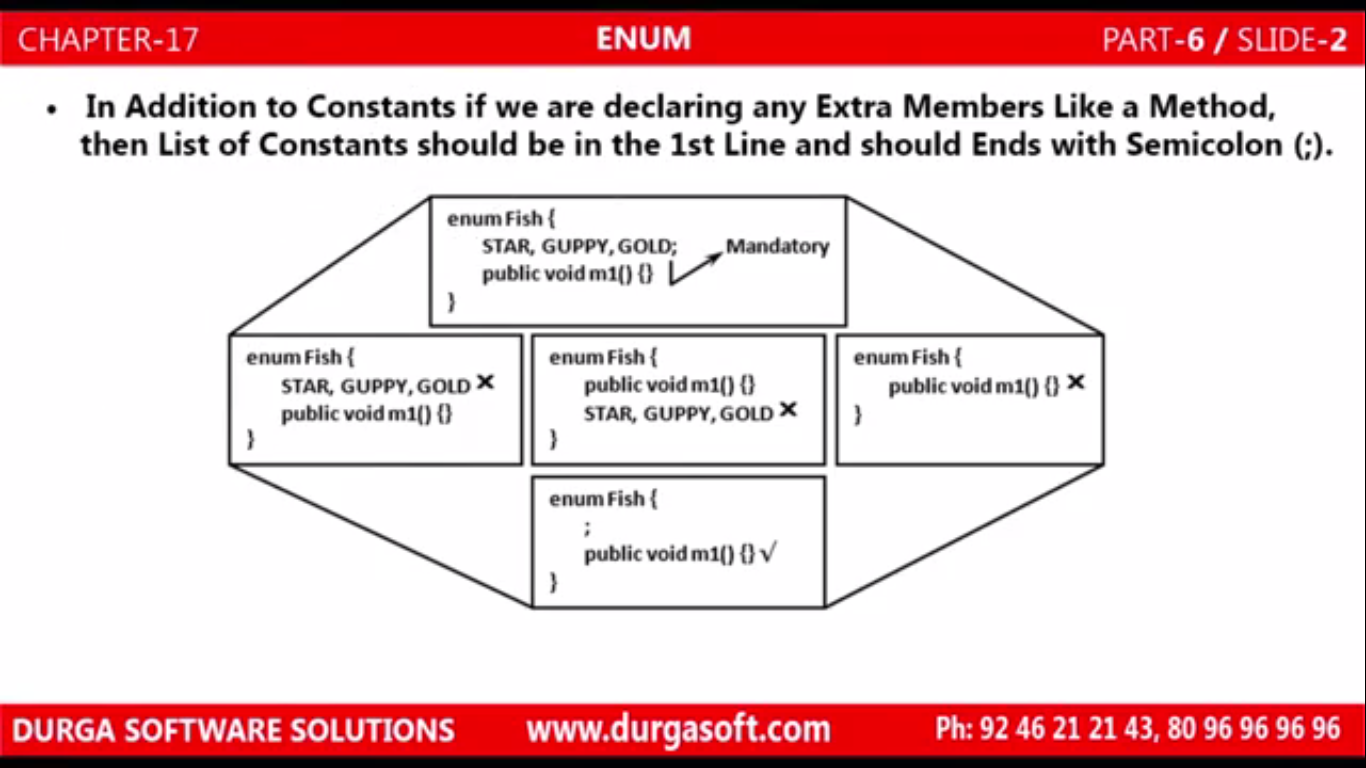 CHAPTER-17 ENUM PART-6 / SLIDE-2
• In Addition to Constants if we are declaring any Extra Members Like a Method,
then List of Constants should be in the 1st Line and should Ends with Semicolon (;).
enum Fish {
STAR, GUPPY, GOLD; Mandatory
public void m1() {}
}
enum Fish {
STAR, GUPPY, GOLD ×
public void m1() {}
}
enum Fish {
public void m1() {}
STAR, GUPPY, GOLD ×
}
enum Fish {
public void m1() {} ×
}
enum Fish {
;
public void m1() {} √
}
DURGA SOFTWARE SOLUTIONS www.durgasoft.com Ph: 92 46 21 21 43, 80 96 96 96 96